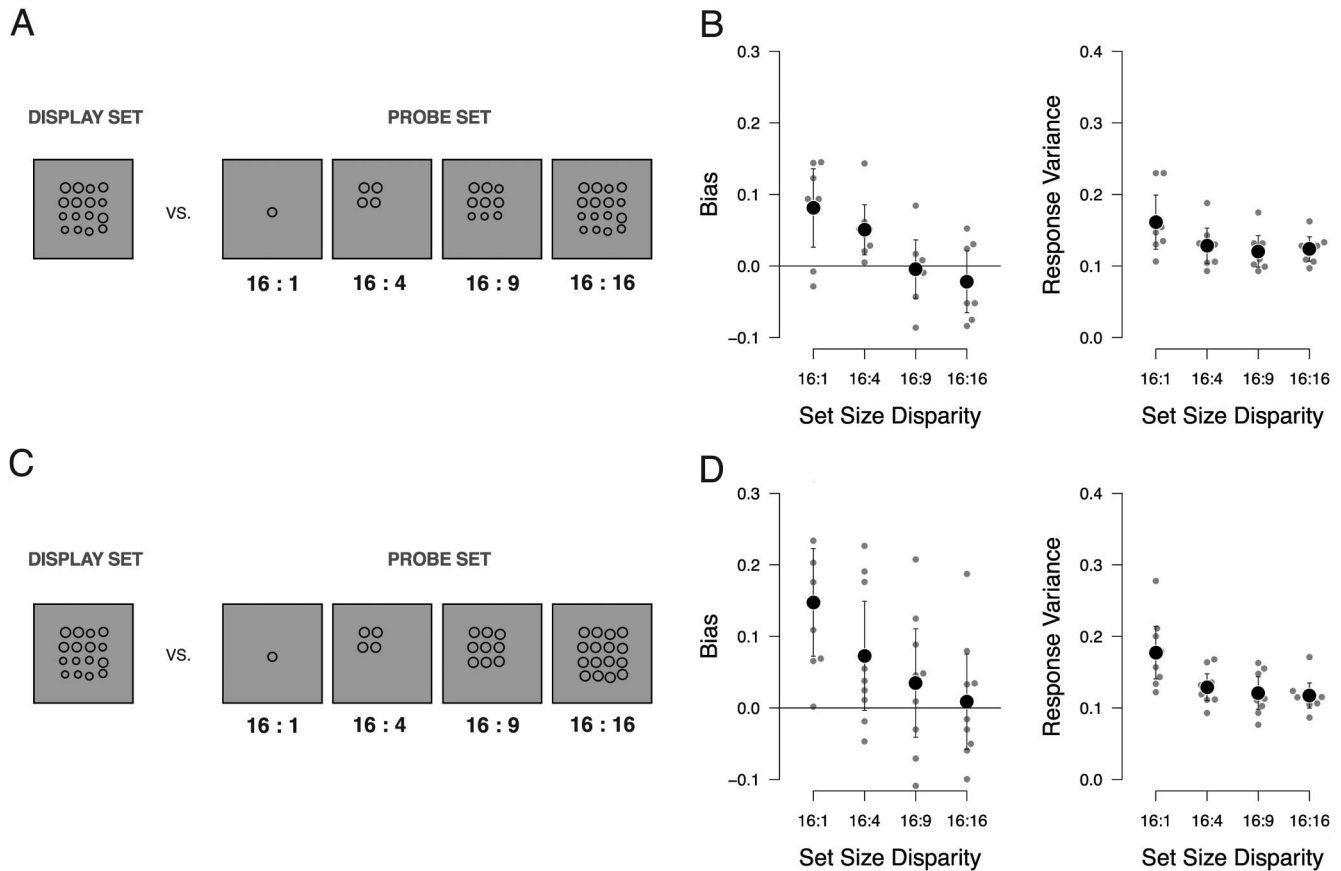 A
DISPLAY SET
PROBE SET
VS.
16 : 1
16 : 4
16 : 9
16 : 16
B
0.3
0.2
0.1
0.0
−0.1
Bias
16:1
16:4
16:9
16:16
Set Size Disparity
0.4
0.3
0.2
0.1
0.0
Response Variance
16:1
16:4
16:9
16:16
Set Size Disparity
C
DISPLAY SET
PROBE SET
VS.
16 : 1
16 : 4
16 : 9
16 : 16
D
0.3
0.2
0.1
0.0
−0.1
Bias
16:1
16:4
16:9
16:16
Set Size Disparity
0.4
0.3
0.2
0.1
0.0
Response Variance
16:1
16:4
16:9
16:16
Set Size Disparity